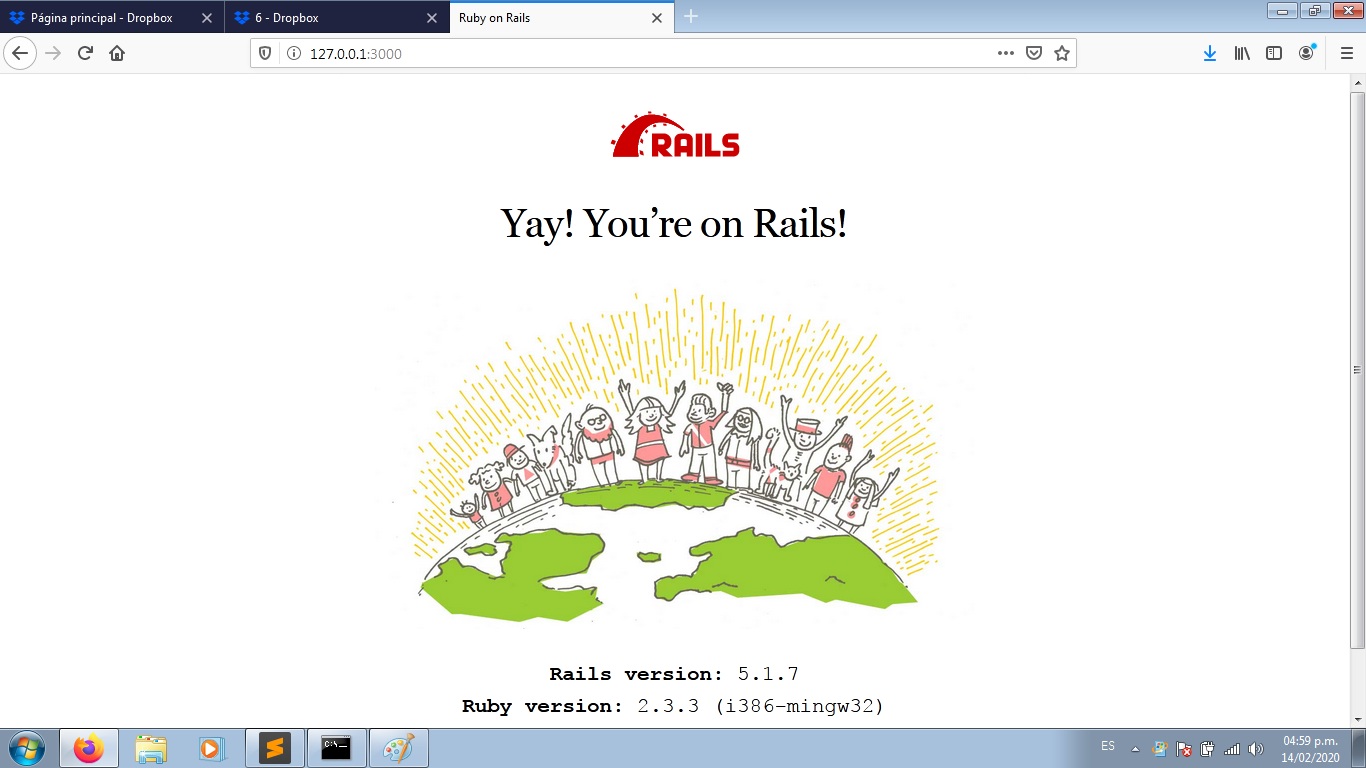 Página principal - Dropbox
6 - Dropbox
Ruby on Rails
127.0.0.1:3000
RAILS
Yay! You’re on Rails!
Rails version: 5.1.7
Ruby version: 2.3.3 (i386-mingw32)
C:\_
ES
04:59 p.m.
14/02/2020